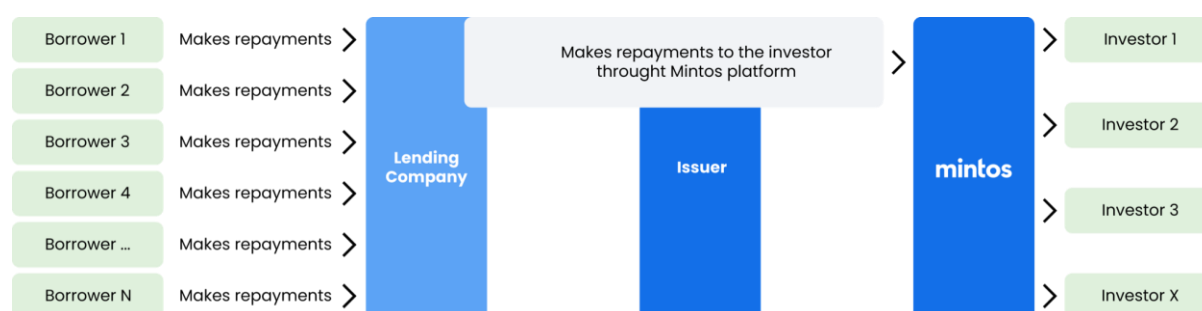 Borrower 1 Makes repayments
Borrower 2 Makes repayments
Borrower 3 Makes repayments
Borrower 4 Makes repayments
Borrower ... Makes repayments
Borrower N Makes repayments
Lending
Company
Makes repayments to the investor
throught Mintos platform
Issuer
mintos
Investor 1
Investor 2
Investor 3
Investor X